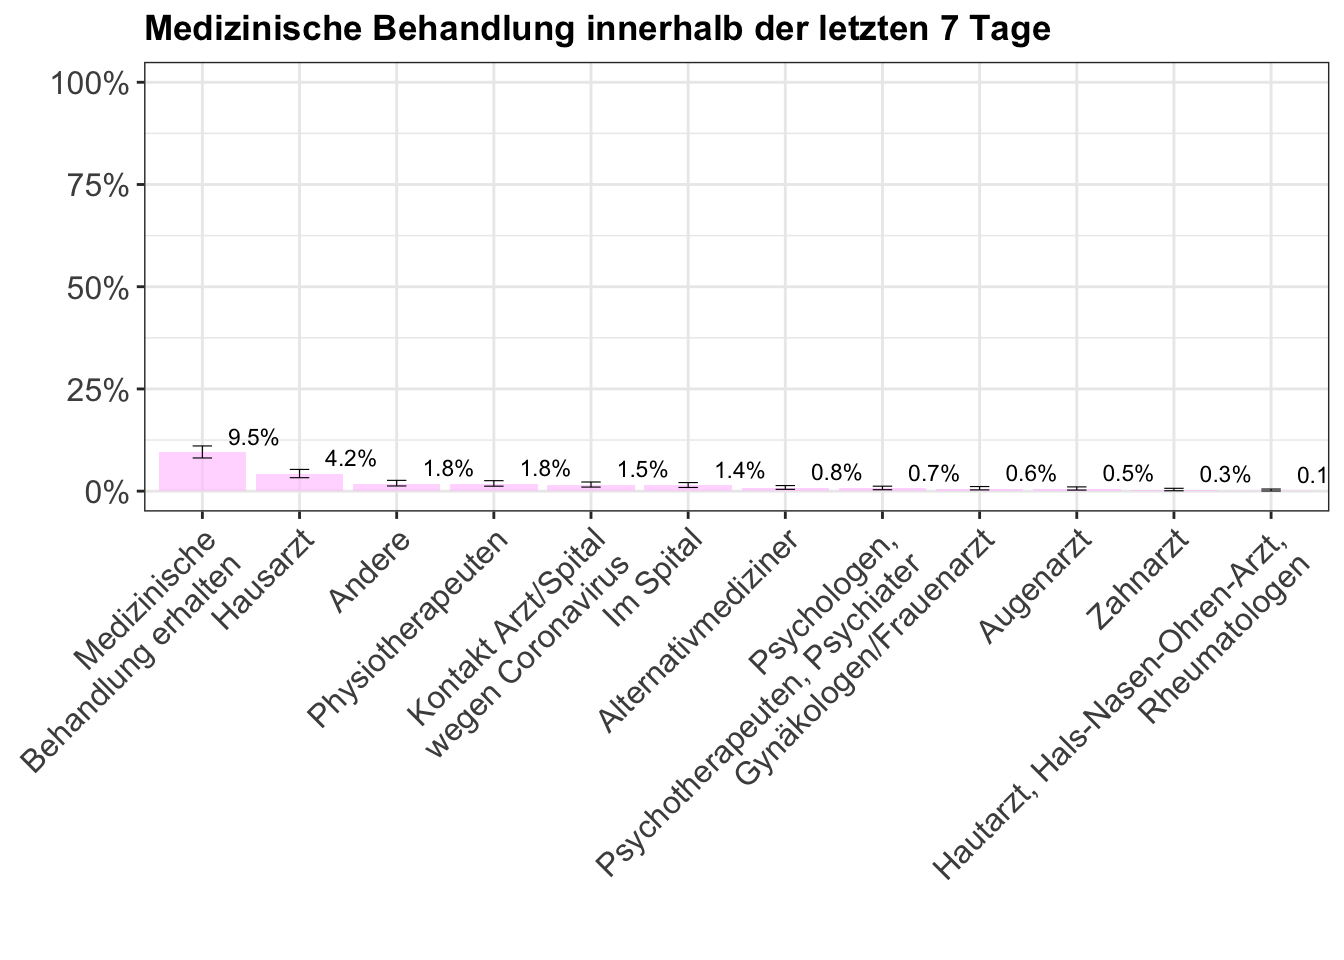 Medizinische Behandlung innerhalb der letzten 7 Tage
100%
75%
50%
25%
0%
9.5%
4.2%
1.8%
1.8%
1.5%
1.4%
0.8%
0.7%
0.6%
0.5%
0.3%
0.1
Medizinische
Behandlung erhalten
Hausarzt
Andere
Physiotherapeuten
Kontakt Arzt/Spital
wegen Coronavirus
Im Spital
Alternativmediziner
Psychologen,
Psychotherapeuten, Psychiater
Gynäkologen/Frauenarzt
Augenarzt
Zahnarzt
Hautarzt, Hals-Nasen-Ohren-Arzt,
Rheumatologen